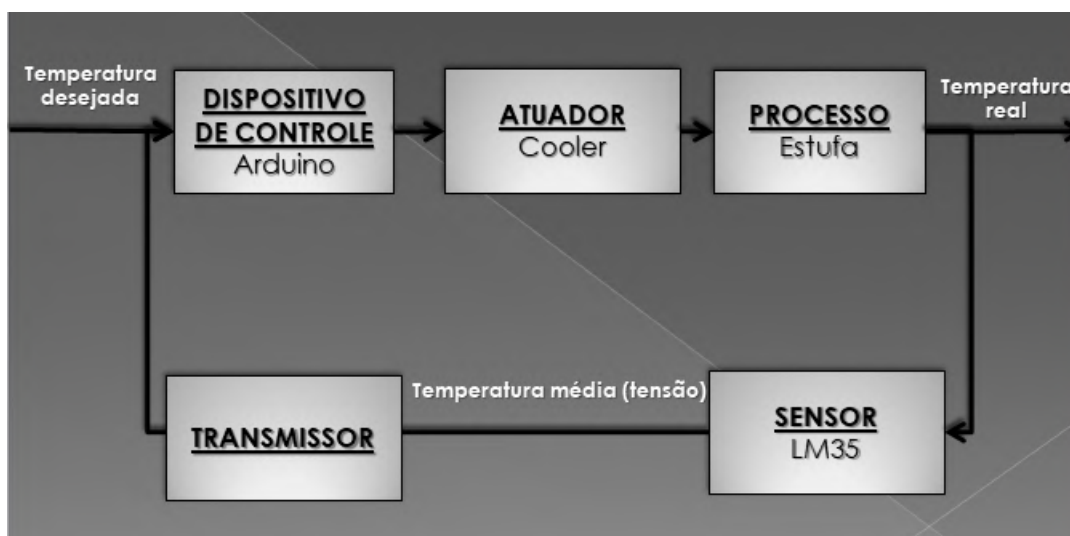 Temperatura
desejada
DISPOSITIVO
DE CONTROLE
Arduino
ATUADOR
Cooler
PROCESSO
Estufa
Temperatura
real
TRANSMISSOR
Temperatura média (tensão)
SENSOR
LM35